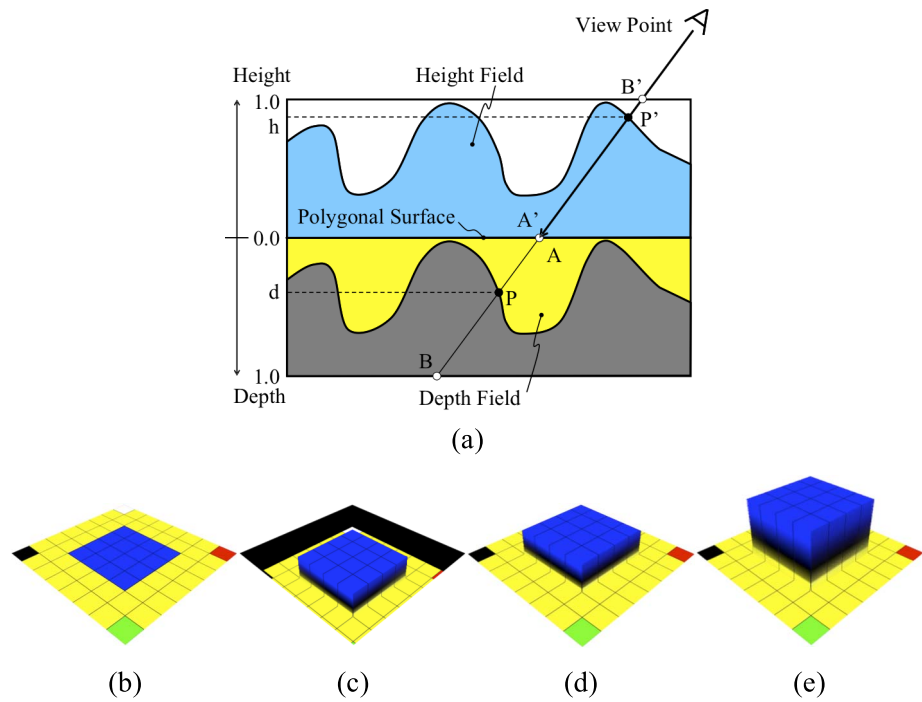 View Point
Height
Height Field
B’
1.0
h
P’
Polygonal Surface
A’
0.0
A
d
P
B
1.0
Depth
Depth Field
(a)
(b)
(c)
(d)
(e)